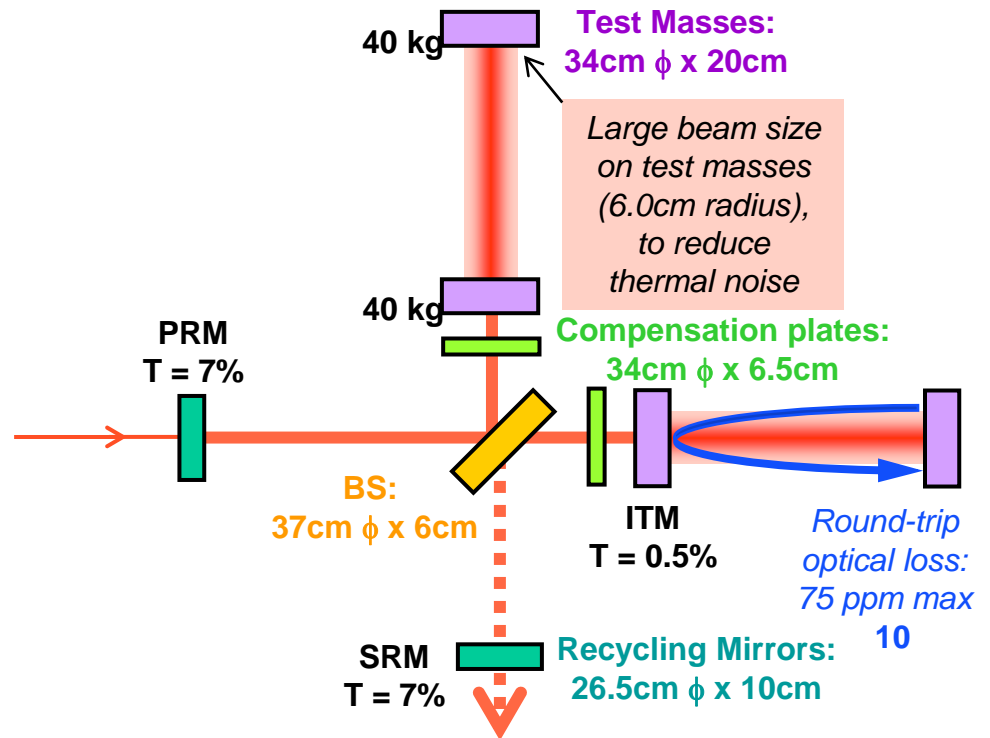 40 kg
Test Masses:
34cm ϕ x 20cm
Large beam size
on test masses
(6.0cm radius),
to reduce
thermal noise
40 kg
PRM
T = 7%
Compensation plates:
34cm ϕ x 6.5cm
BS:
37cm ϕ x 6cm
ITM
T = 0.5%
Round-trip
optical loss:
75 ppm max
10
SRM
T = 7%
Recycling Mirrors:
26.5cm ϕ x 10cm